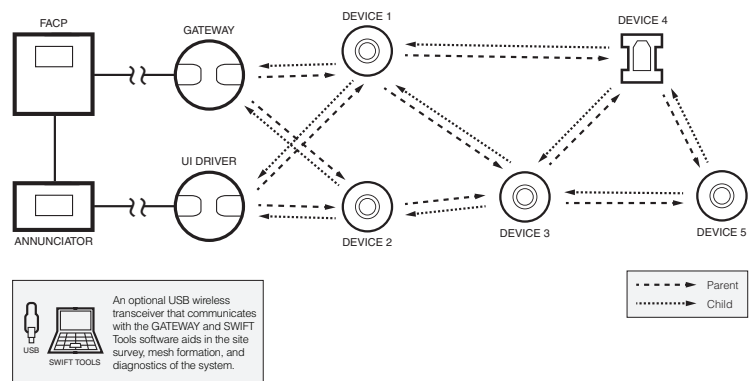 FACP
GATEWAY
DEVICE 1
DEVICE 4
UI DRIVER
ANNUNCIATOR
DEVICE 2
DEVICE 3
DEVICE 5
An optional USB wireless
transceiver that communicates
with the GATEWAY and SWIFT
Tools software aids in the site
survey, mesh formation, and
diagnostics of the system.
USB
SWIFT TOOLS
Parent
Child